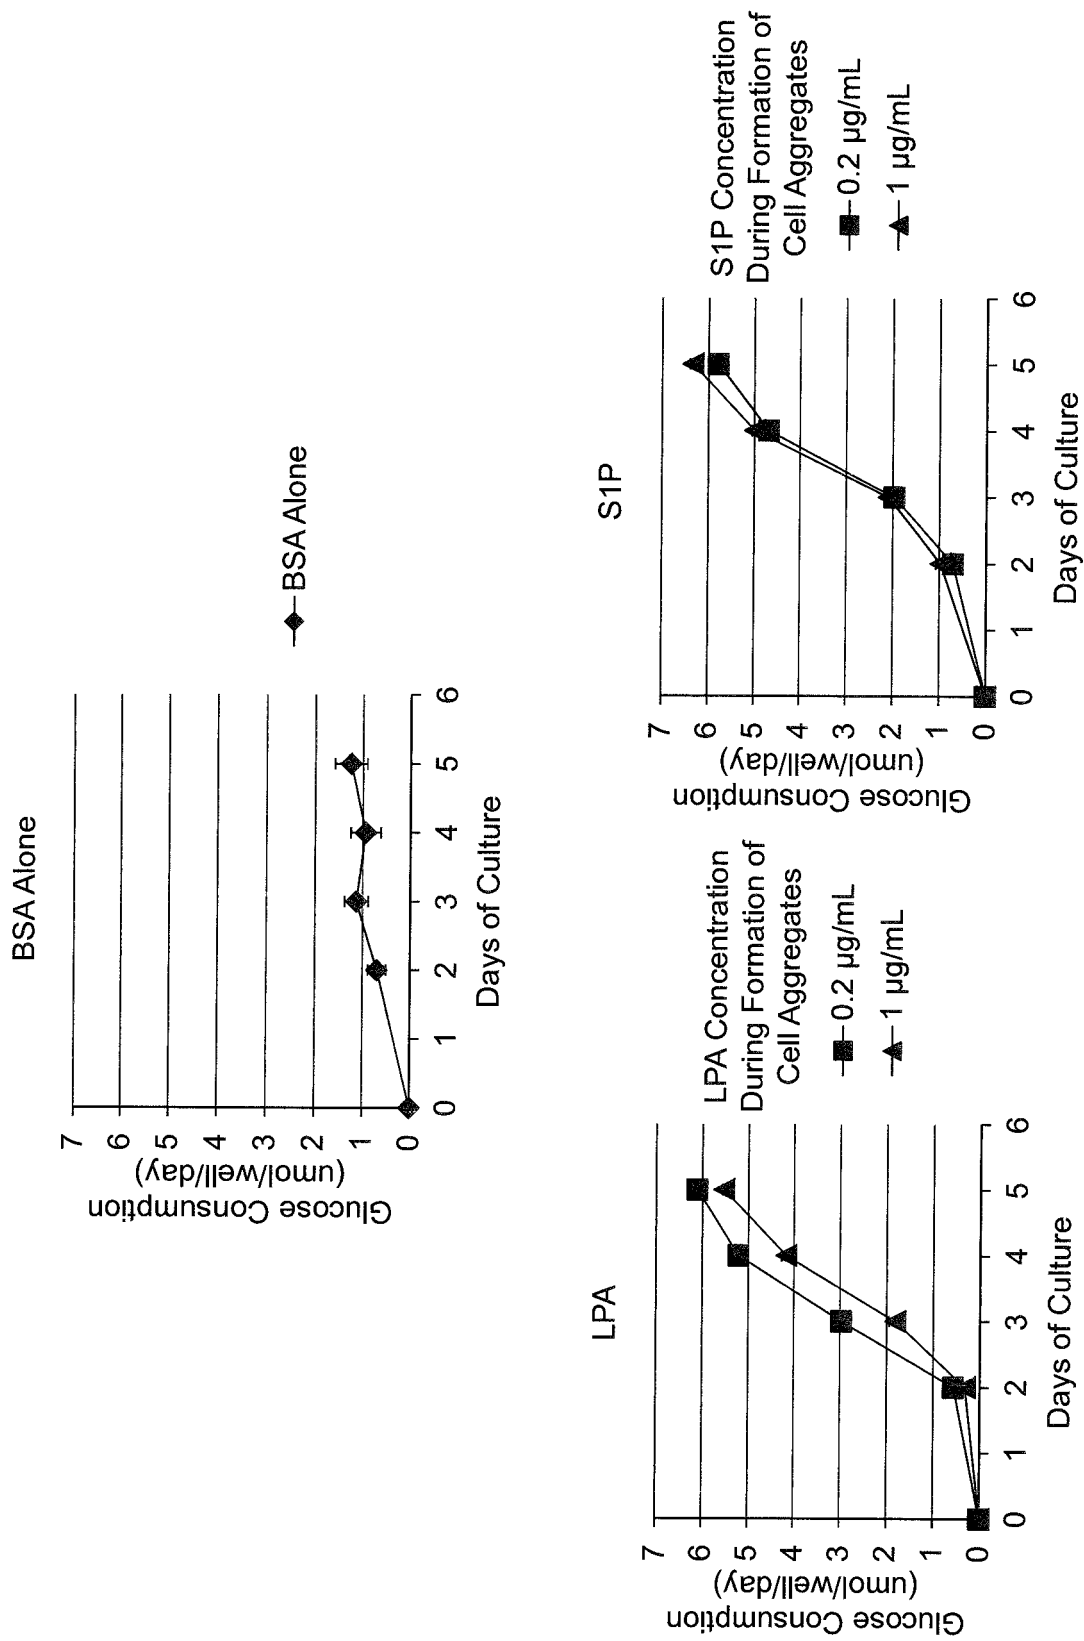 BSA Alone
7
6
5
4
3
2
1
0
Glucose Consumption
(umol/well/day)
0 1 2 3 4 5 6
Days of Culture
BSA Alone
LPA
7
6
5
4
3
2
1
0
Glucose Consumption
(umol/well/day)
0 1 2 3 4 5 6
Days of Culture
LPA Concentration
During Formation of
Cell Aggregates
0.2 µg/mL
1 µg/mL
S1P
7
6
5
4
3
2
1
0
Glucose Consumption
(umol/well/day)
0 1 2 3 4 5 6
Days of Culture
S1P Concentration
During Formation of
Cell Aggregates
0.2 µg/mL
1 µg/mL